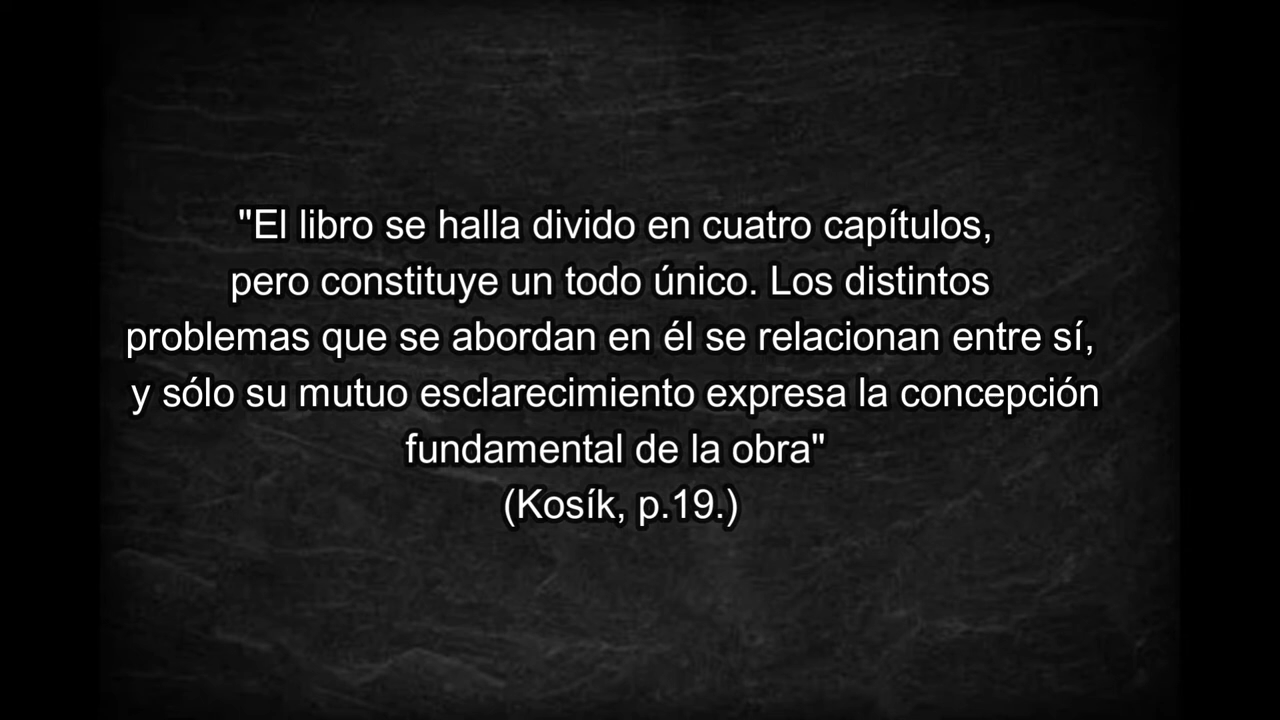 "El libro se halla divido en cuatro capítulos,
pero constituye un todo único. Los distintos
problemas que se abordan en él se relacionan entre sí,
y sólo su mutuo esclarecimiento expresa la concepción
fundamental de la obra"
(Kosík, p.19.)